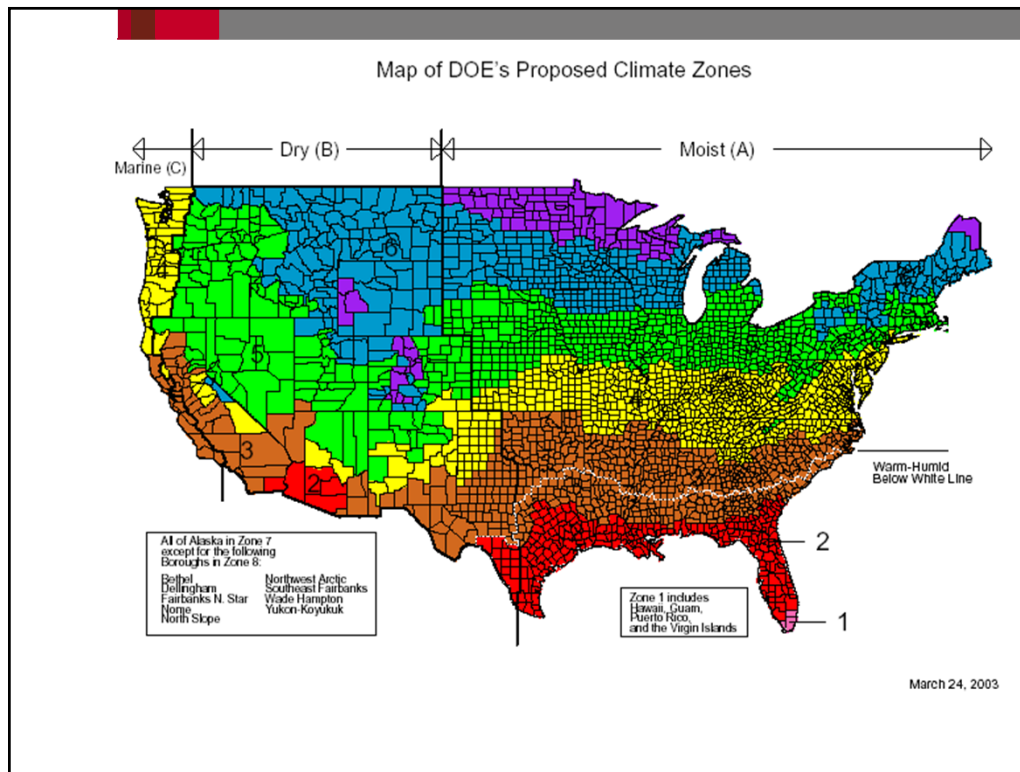 Map of DOE's Proposed Climate Zones
Marine (C)
Dry (B)
Moist (A)
6
4
5
4
3
2
Warm-Humid
Below White Line
2
1
All of Alaska in Zone 7
except for the following
Boroughs in Zone 8:
Bethel Northwest Arctic
Dellingham Southeast Fairbanks
Fairbanks N. Star Wade Hampton
Nome Yukon-Koyukuk
North Slope
Zone 1 includes
Hawaii, Guam,
Puerto Rico,
and the Virgin Islands
March 24, 2003